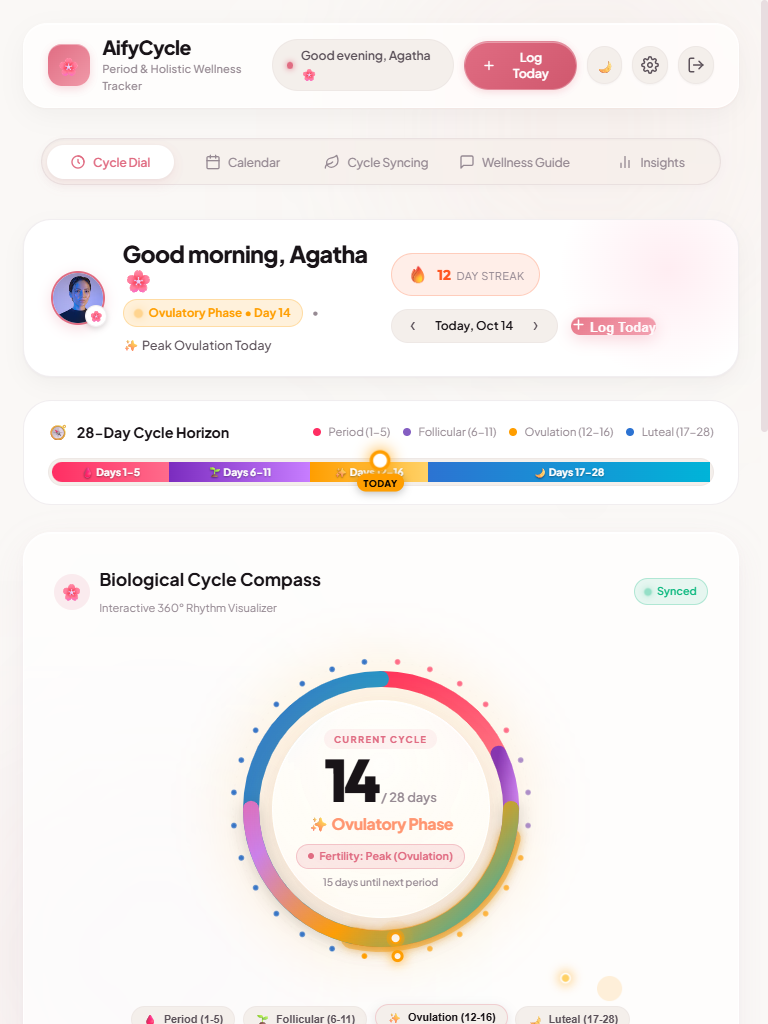 AifyCycle
Period & Holistic Wellness
Tracker
Good evening, Agatha
🌸
+ Log
Today
Cycle Dial
Calendar
Cycle Syncing
Wellness Guide
Insights
Good morning, Agatha
🌸
Ovulatory Phase • Day 14 •
✨ Peak Ovulation Today
🔥 12 DAY STREAK
‹ Today, Oct 14 ›
+ Log Today
28-Day Cycle Horizon
Period (1-5)
Follicular (6-11)
Ovulation (12-16)
Luteal (17-28)
🩸 Days 1-5
🌱 Days 6-11
✨ Days 12-16
🌙 Days 17-28
TODAY
Biological Cycle Compass
Interactive 360° Rhythm Visualizer
Synced
CURRENT CYCLE
14 / 28 days
✨ Ovulatory Phase
Fertility: Peak (Ovulation)
15 days until next period
🩸 Period (1-5)
🌱 Follicular (6-11)
✨ Ovulation (12-16)
🌙 Luteal (17-28)